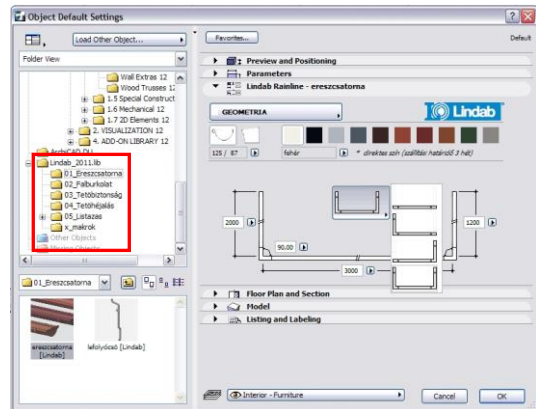 Object Default Settings
Load Other Object...
Favorites...
Default
Folder View
Wall Extras 12
Wood Trusses 12
1.5 Special Construct
1.6 Mechanical 12
1.7 2D Elements 12
2. VISUALIZATION 12
4. ADD-ON LIBRARY 12
Lindab_2011.lib
01_Ereszcsatorna
02_Falburkolat
03_Tetőbiztonság
04_Tetőhéjalás
05_Listazas
x_makrok
Other Objects
Missing Objects
01_Ereszcsatorna
ereszcsatorna
[Lindab]
lefolyócső [Lindab]
Preview and Positioning
Parameters
Lindab Rainline - ereszcsatorna
GEOMETRIA
Lindab
125 / 87
fehér
* direktes szín (szállítási határidő 3 hét)
2000
90.00
3000
1200
Floor Plan and Section
Model
Listing and Labeling
Interior - Furniture
Cancel
OK